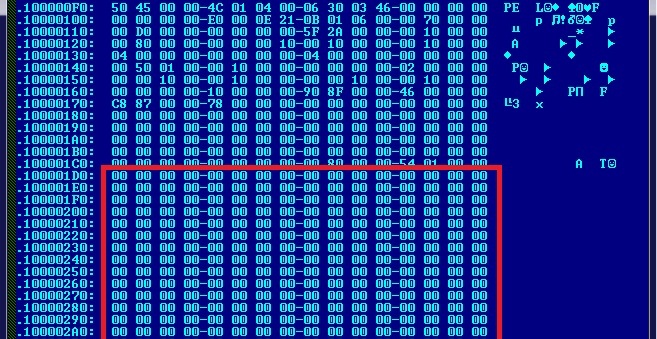 .100000F0: 50 45 00 00-4C 01 04 00-06 30 03 46-00 00 00 00 PE L☺♦ ♠0♥F
.10000100: 00 00 00 00-E0 00 0E 21-0B 01 06 00-00 70 00 00 р ♫!♂☺♠ p
.10000110: 00 D0 00 00-00 00 00 00-5F 2A 00 00-00 10 00 00 ╨ _* ►
.10000120: 00 80 00 00-00 00 00 10-00 10 00 00-00 10 00 00 А ► ► ►
.10000130: 04 00 00 00-00 00 00 00-04 00 00 00-00 00 00 00 ♦ ♦
.10000140: 00 50 01 00-00 10 00 00-00 00 00 00-02 00 00 00 P☺ ► ☻
.10000150: 00 00 10 00-00 10 00 00-00 00 10 00-00 10 00 00 ► ► ► ►
.10000160: 00 00 00 00-10 00 00 00-90 8F 00 00-46 00 00 00 ► РП F
.10000170: C8 87 00 00-78 00 00 00-00 00 00 00-00 00 00 00 ╚З x
.10000180: 00 00 00 00-00 00 00 00-00 00 00 00-00 00 00 00
.10000190: 00 00 00 00-00 00 00 00-00 00 00 00-00 00 00 00
.100001A0: 00 00 00 00-00 00 00 00-00 00 00 00-00 00 00 00
.100001B0: 00 00 00 00-00 00 00 00-00 00 00 00-00 00 00 00
.100001C0: 00 00 00 00-00 00 00 00-00 80 00 00-54 01 00 00 А T☺
.100001D0: 00 00 00 00-00 00 00 00-00 00 00 00-00 00 00 00
.100001E0: 00 00 00 00-00 00 00 00-00 00 00 00-00 00 00 00
.100001F0: 00 00 00 00-00 00 00 00-00 00 00 00-00 00 00 00
.10000200: 00 00 00 00-00 00 00 00-00 00 00 00-00 00 00 00
.10000210: 00 00 00 00-00 00 00 00-00 00 00 00-00 00 00 00
.10000220: 00 00 00 00-00 00 00 00-00 00 00 00-00 00 00 00
.10000230: 00 00 00 00-00 00 00 00-00 00 00 00-00 00 00 00
.10000240: 00 00 00 00-00 00 00 00-00 00 00 00-00 00 00 00
.10000250: 00 00 00 00-00 00 00 00-00 00 00 00-00 00 00 00
.10000260: 00 00 00 00-00 00 00 00-00 00 00 00-00 00 00 00
.10000270: 00 00 00 00-00 00 00 00-00 00 00 00-00 00 00 00
.10000280: 00 00 00 00-00 00 00 00-00 00 00 00-00 00 00 00
.10000290: 00 00 00 00-00 00 00 00-00 00 00 00-00 00 00 00
.100002A0: 00 00 00 00-00 00 00 00-00 00 00 00-00 00 00 00